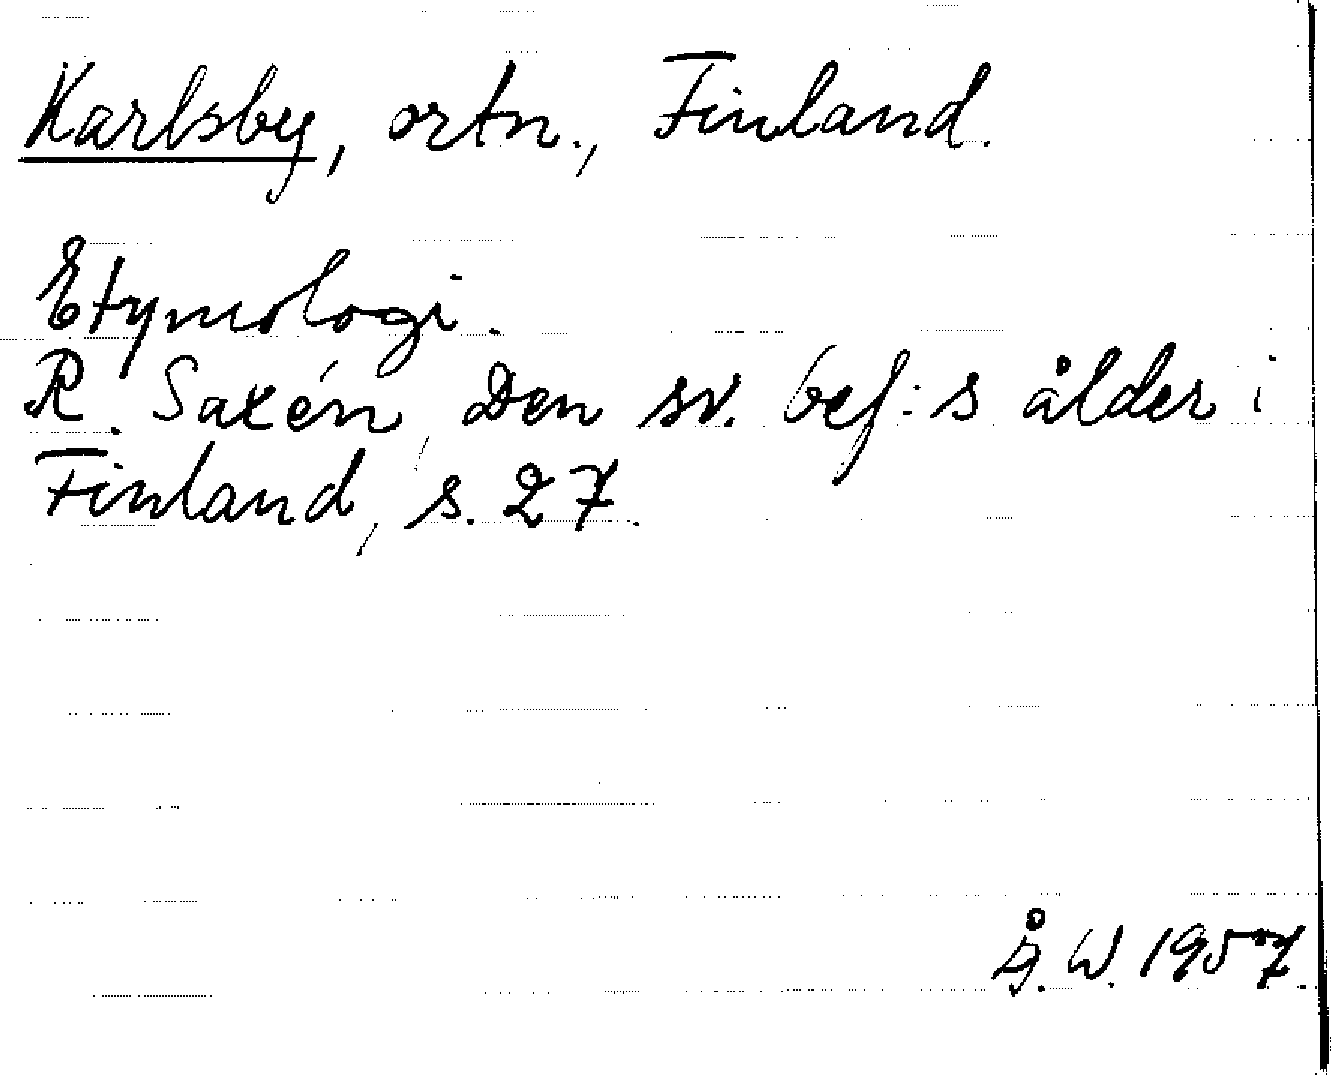 Karlsby, ortn., Finland.
Etymologi.
R. Saxén, Den sv. bef:s ålder i
Finland, s. 27.
Å. W. 1957